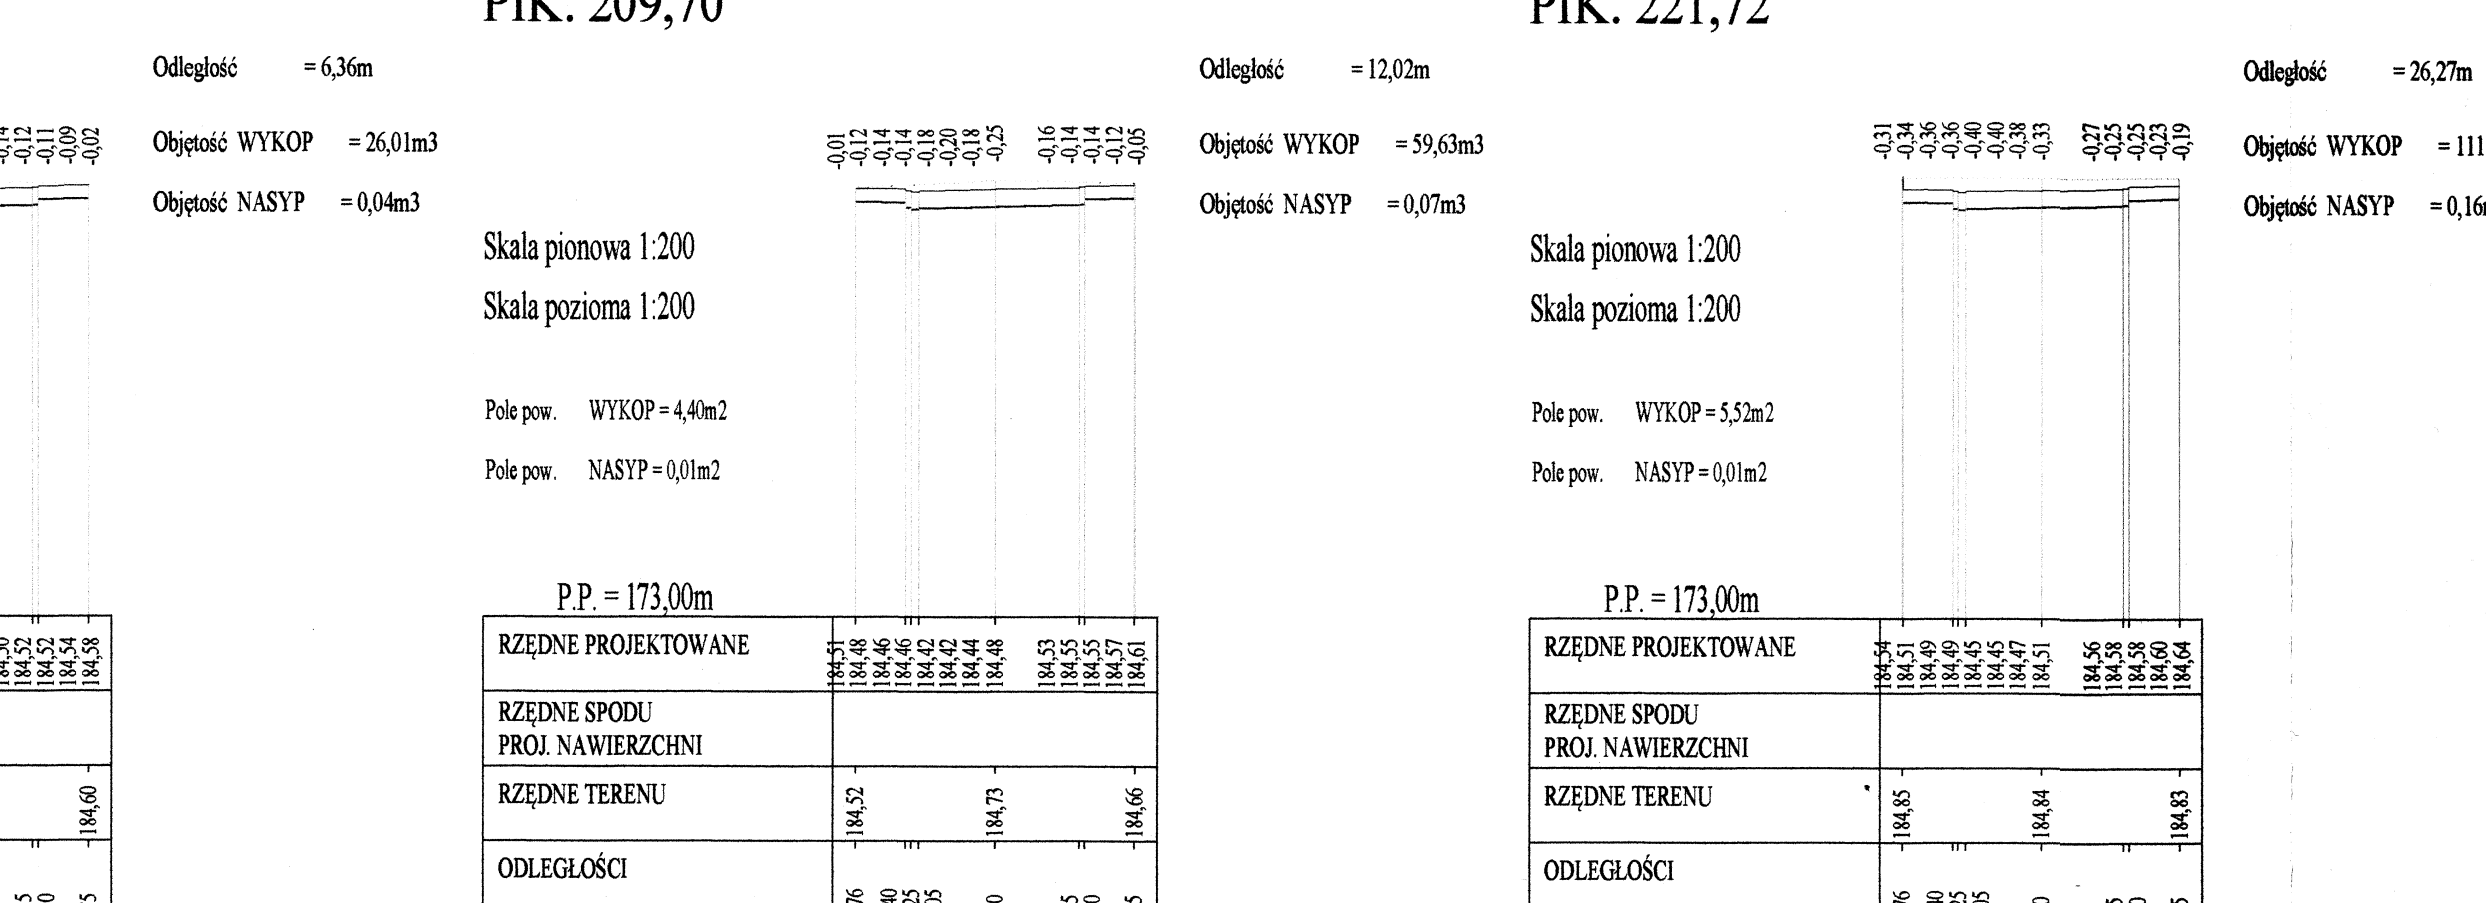 PIK. 209,70
PIK. 221,72
-0,12
-0,11
-0,09
-0,02
Odległość = 6,36m
Objętość WYKOP = 26,01m3
Objętość NASYP = 0,04m3
184,52
184,52
184,54
184,58
184,60
-0,01
-0,12
-0,14
-0,14
-0,18
-0,20
-0,18
-0,25
-0,16
-0,14
-0,14
-0,12
-0,05
Skala pionowa 1:200
Skala pozioma 1:200
Pole pow. WYKOP = 4,40m2
Pole pow. NASYP = 0,01m2
P.P. = 173,00m
RZĘDNE PROJEKTOWANE
184,51
184,48
184,46
184,46
184,42
184,42
184,44
184,48
184,53
184,55
184,55
184,57
184,61
RZĘDNE SPODU
PROJ. NAWIERZCHNI
RZĘDNE TERENU
184,52
184,73
184,66
ODLEGŁOŚCI
Odległość = 12,02m
Objętość WYKOP = 59,63m3
Objętość NASYP = 0,07m3
-0,31
-0,34
-0,36
-0,36
-0,40
-0,40
-0,38
-0,33
-0,27
-0,25
-0,25
-0,23
-0,19
Skala pionowa 1:200
Skala pozioma 1:200
Pole pow. WYKOP = 5,52m2
Pole pow. NASYP = 0,01m2
P.P. = 173,00m
RZĘDNE PROJEKTOWANE
184,54
184,51
184,49
184,49
184,45
184,45
184,47
184,51
184,56
184,58
184,58
184,60
184,64
RZĘDNE SPODU
PROJ. NAWIERZCHNI
RZĘDNE TERENU
184,85
184,84
184,83
ODLEGŁOŚCI
Odległość = 26,27m
Objętość WYKOP = 111
Objętość NASYP = 0,16